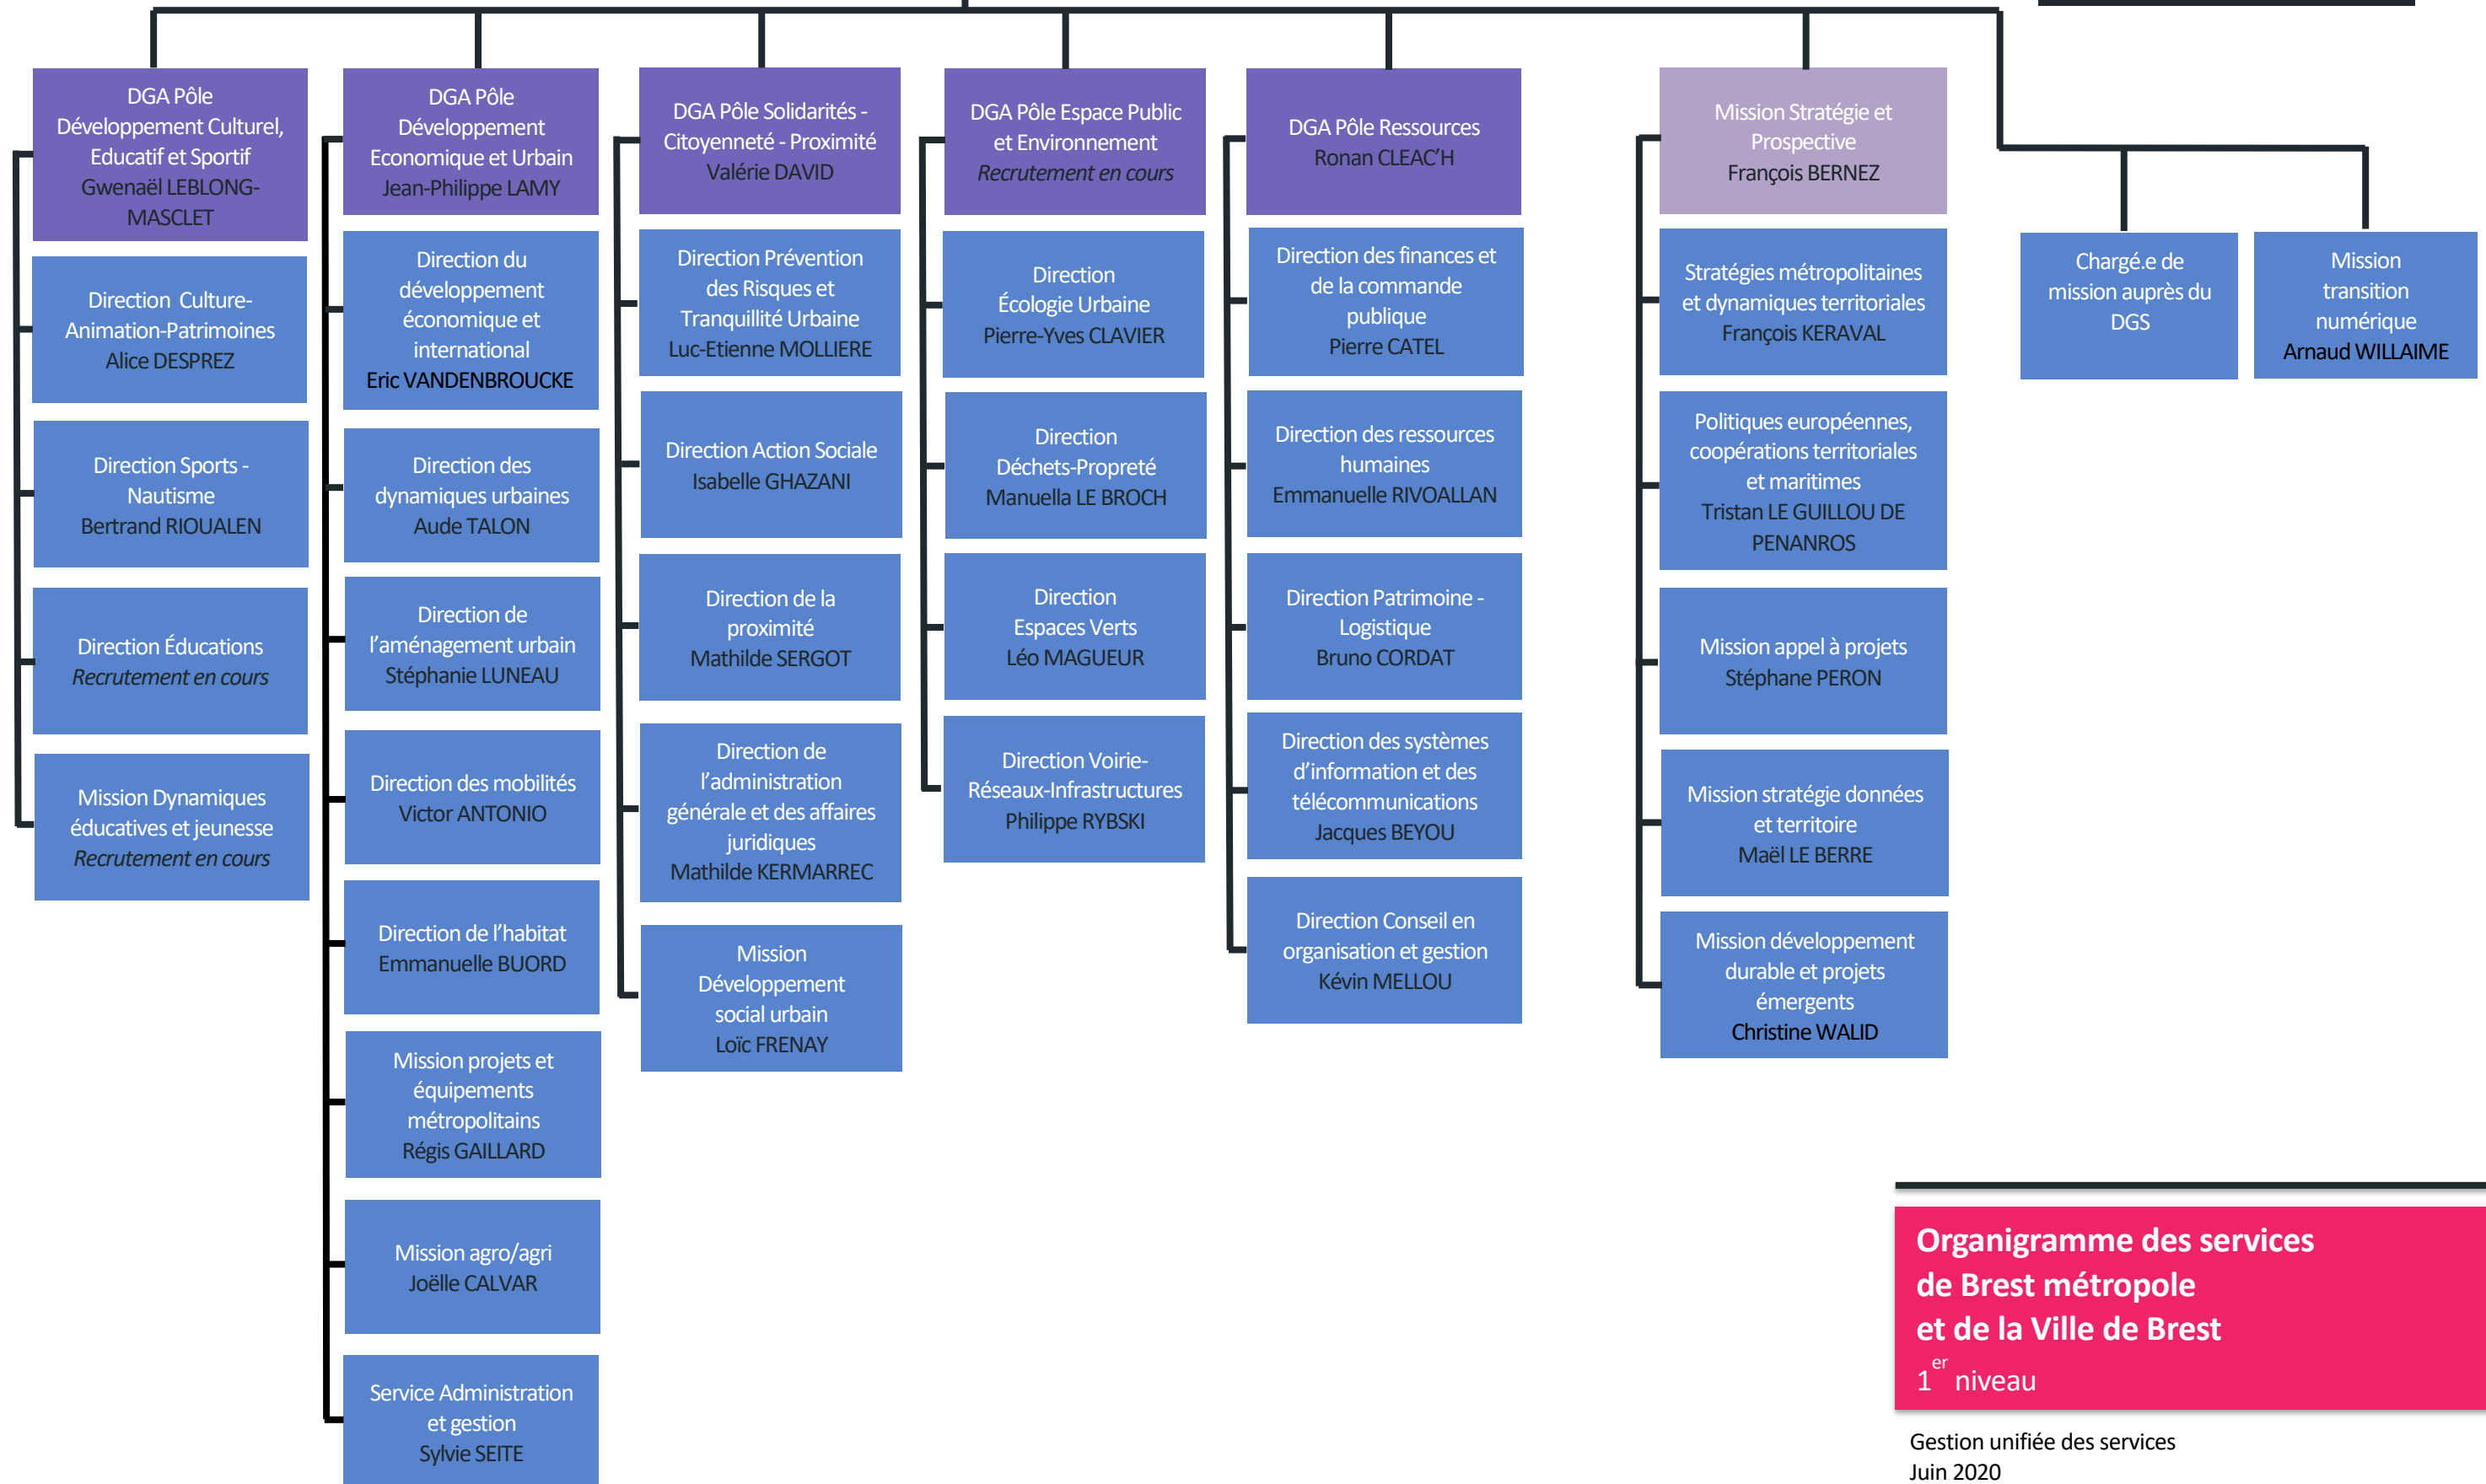 DGA Pôle
Développement Culturel,
Educatif et Sportif
Gwenaël LEBLONG-
MASCLET
Direction Culture-
Animation-Patrimoines
Alice DESPREZ
Direction Sports -
Nautisme
Bertrand RIOUALEN
Direction Éducations
Recrutement en cours
Mission Dynamiques
éducatives et jeunesse
Recrutement en cours
DGA Pôle
Développement
Economique et Urbain
Jean-Philippe LAMY
Direction du
développement
économique et
international
Eric VANDENBROUCKE
Direction des
dynamiques urbaines
Aude TALON
Direction de
l'aménagement urbain
Stéphanie LUNEAU
Direction des mobilités
Victor ANTONIO
Direction de l'habitat
Emmanuelle BUORD
Mission projets et
équipements
métropolitains
Régis GAILLARD
Mission agro/agri
Joëlle CALVAR
Service Administration
et gestion
Sylvie SEITE
DGA Pôle Solidarités -
Citoyenneté - Proximité
Valérie DAVID
Direction Prévention
des Risques et
Tranquillité Urbaine
Luc-Etienne MOLLIERE
Direction Action Sociale
Isabelle GHAZANI
Direction de la
proximité
Mathilde SERGOT
Direction de
l'administration
générale et des affaires
juridiques
Mathilde KERMARREC
Mission
Développement
social urbain
Loïc FRENAY
DGA Pôle Espace Public
et Environnement
Recrutement en cours
Direction
Écologie Urbaine
Pierre-Yves CLAVIER
Direction
Déchets-Propreté
Manuella LE BROCH
Direction
Espaces Verts
Léo MAGUEUR
Direction Voirie-
Réseaux-Infrastructures
Philippe RYBSKI
DGA Pôle Ressources
Ronan CLEAC'H
Direction des finances et
de la commande
publique
Pierre CATEL
Direction des ressources
humaines
Emmanuelle RIVOALLAN
Direction Patrimoine -
Logistique
Bruno CORDAT
Direction des systèmes
d'information et des
télécommunications
Jacques BEYOU
Direction Conseil en
organisation et gestion
Kévin MELLOU
Mission Stratégie et
Prospective
François BERNEZ
Stratégies métropolitaines
et dynamiques territoriales
François KERAVAL
Politiques européennes,
coopérations territoriales
et maritimes
Tristan LE GUILLOU DE
PENANROS
Mission appel à projets
Stéphane PERON
Mission stratégie données
et territoire
Maël LE BERRE
Mission développement
durable et projets
émergents
Christine WALID
Chargé.e de
mission auprès du
DGS
Mission
transition
numérique
Arnaud WILLAIME
Organigramme des services
de Brest métropole
et de la Ville de Brest
1er niveau
Gestion unifiée des services
Juin 2020